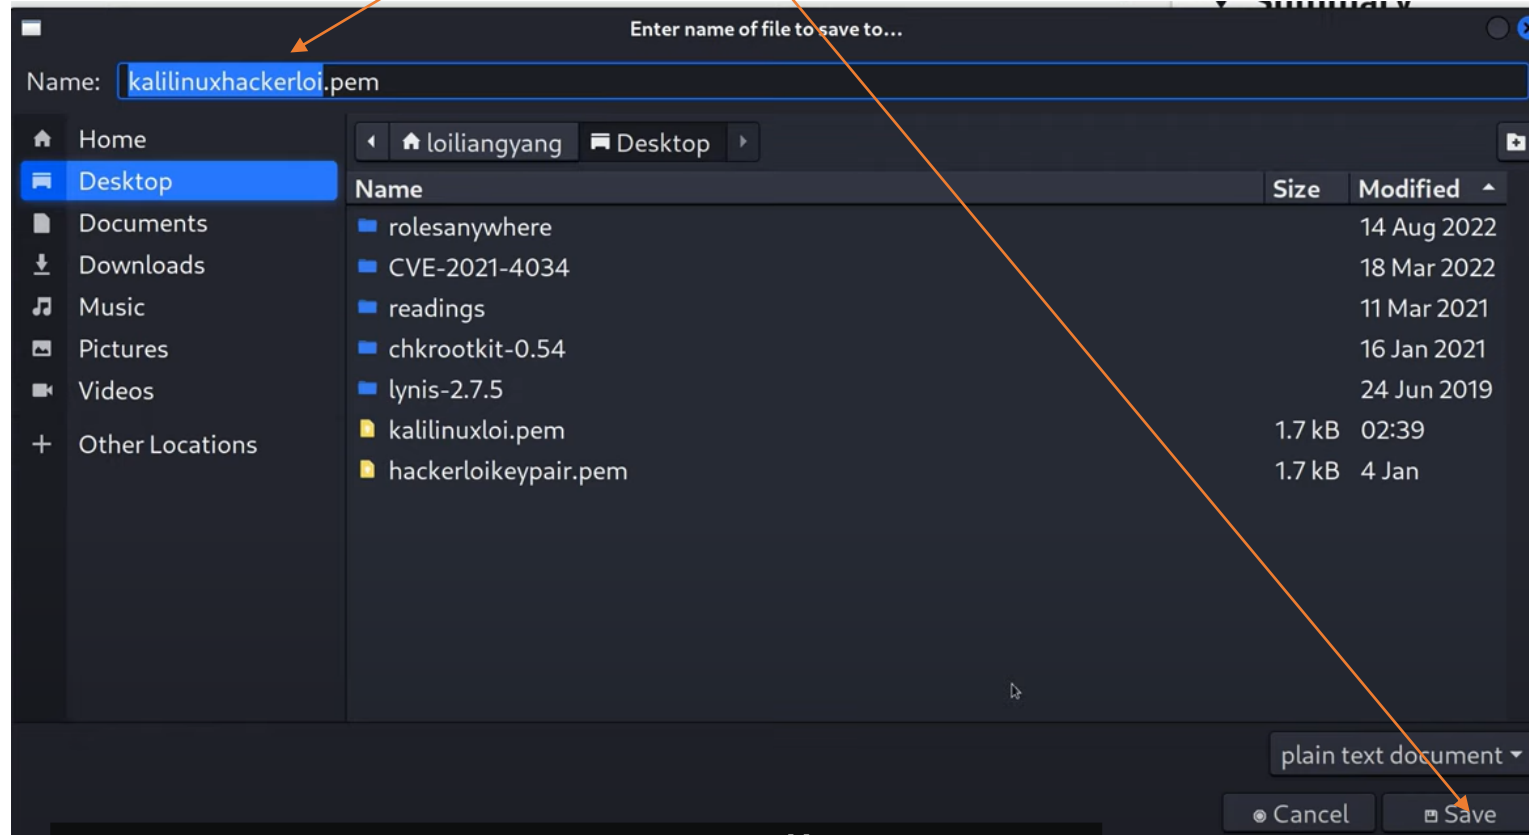 Summary
Enter name of file to save to...
Name: kalilinuxhackerloi.pem
Home
Desktop
Documents
Downloads
Music
Pictures
Videos
Other Locations
loiliangyang Desktop
Name Size Modified
rolesanywhere 14 Aug 2022
CVE-2021-4034 18 Mar 2022
readings 11 Mar 2021
chkrootkit-0.54 16 Jan 2021
lynis-2.7.5 24 Jun 2019
kalilinuxloi.pem 1.7 kB 02:39
hackerloikeypair.pem 1.7 kB 4 Jan
plain text document
Cancel Save